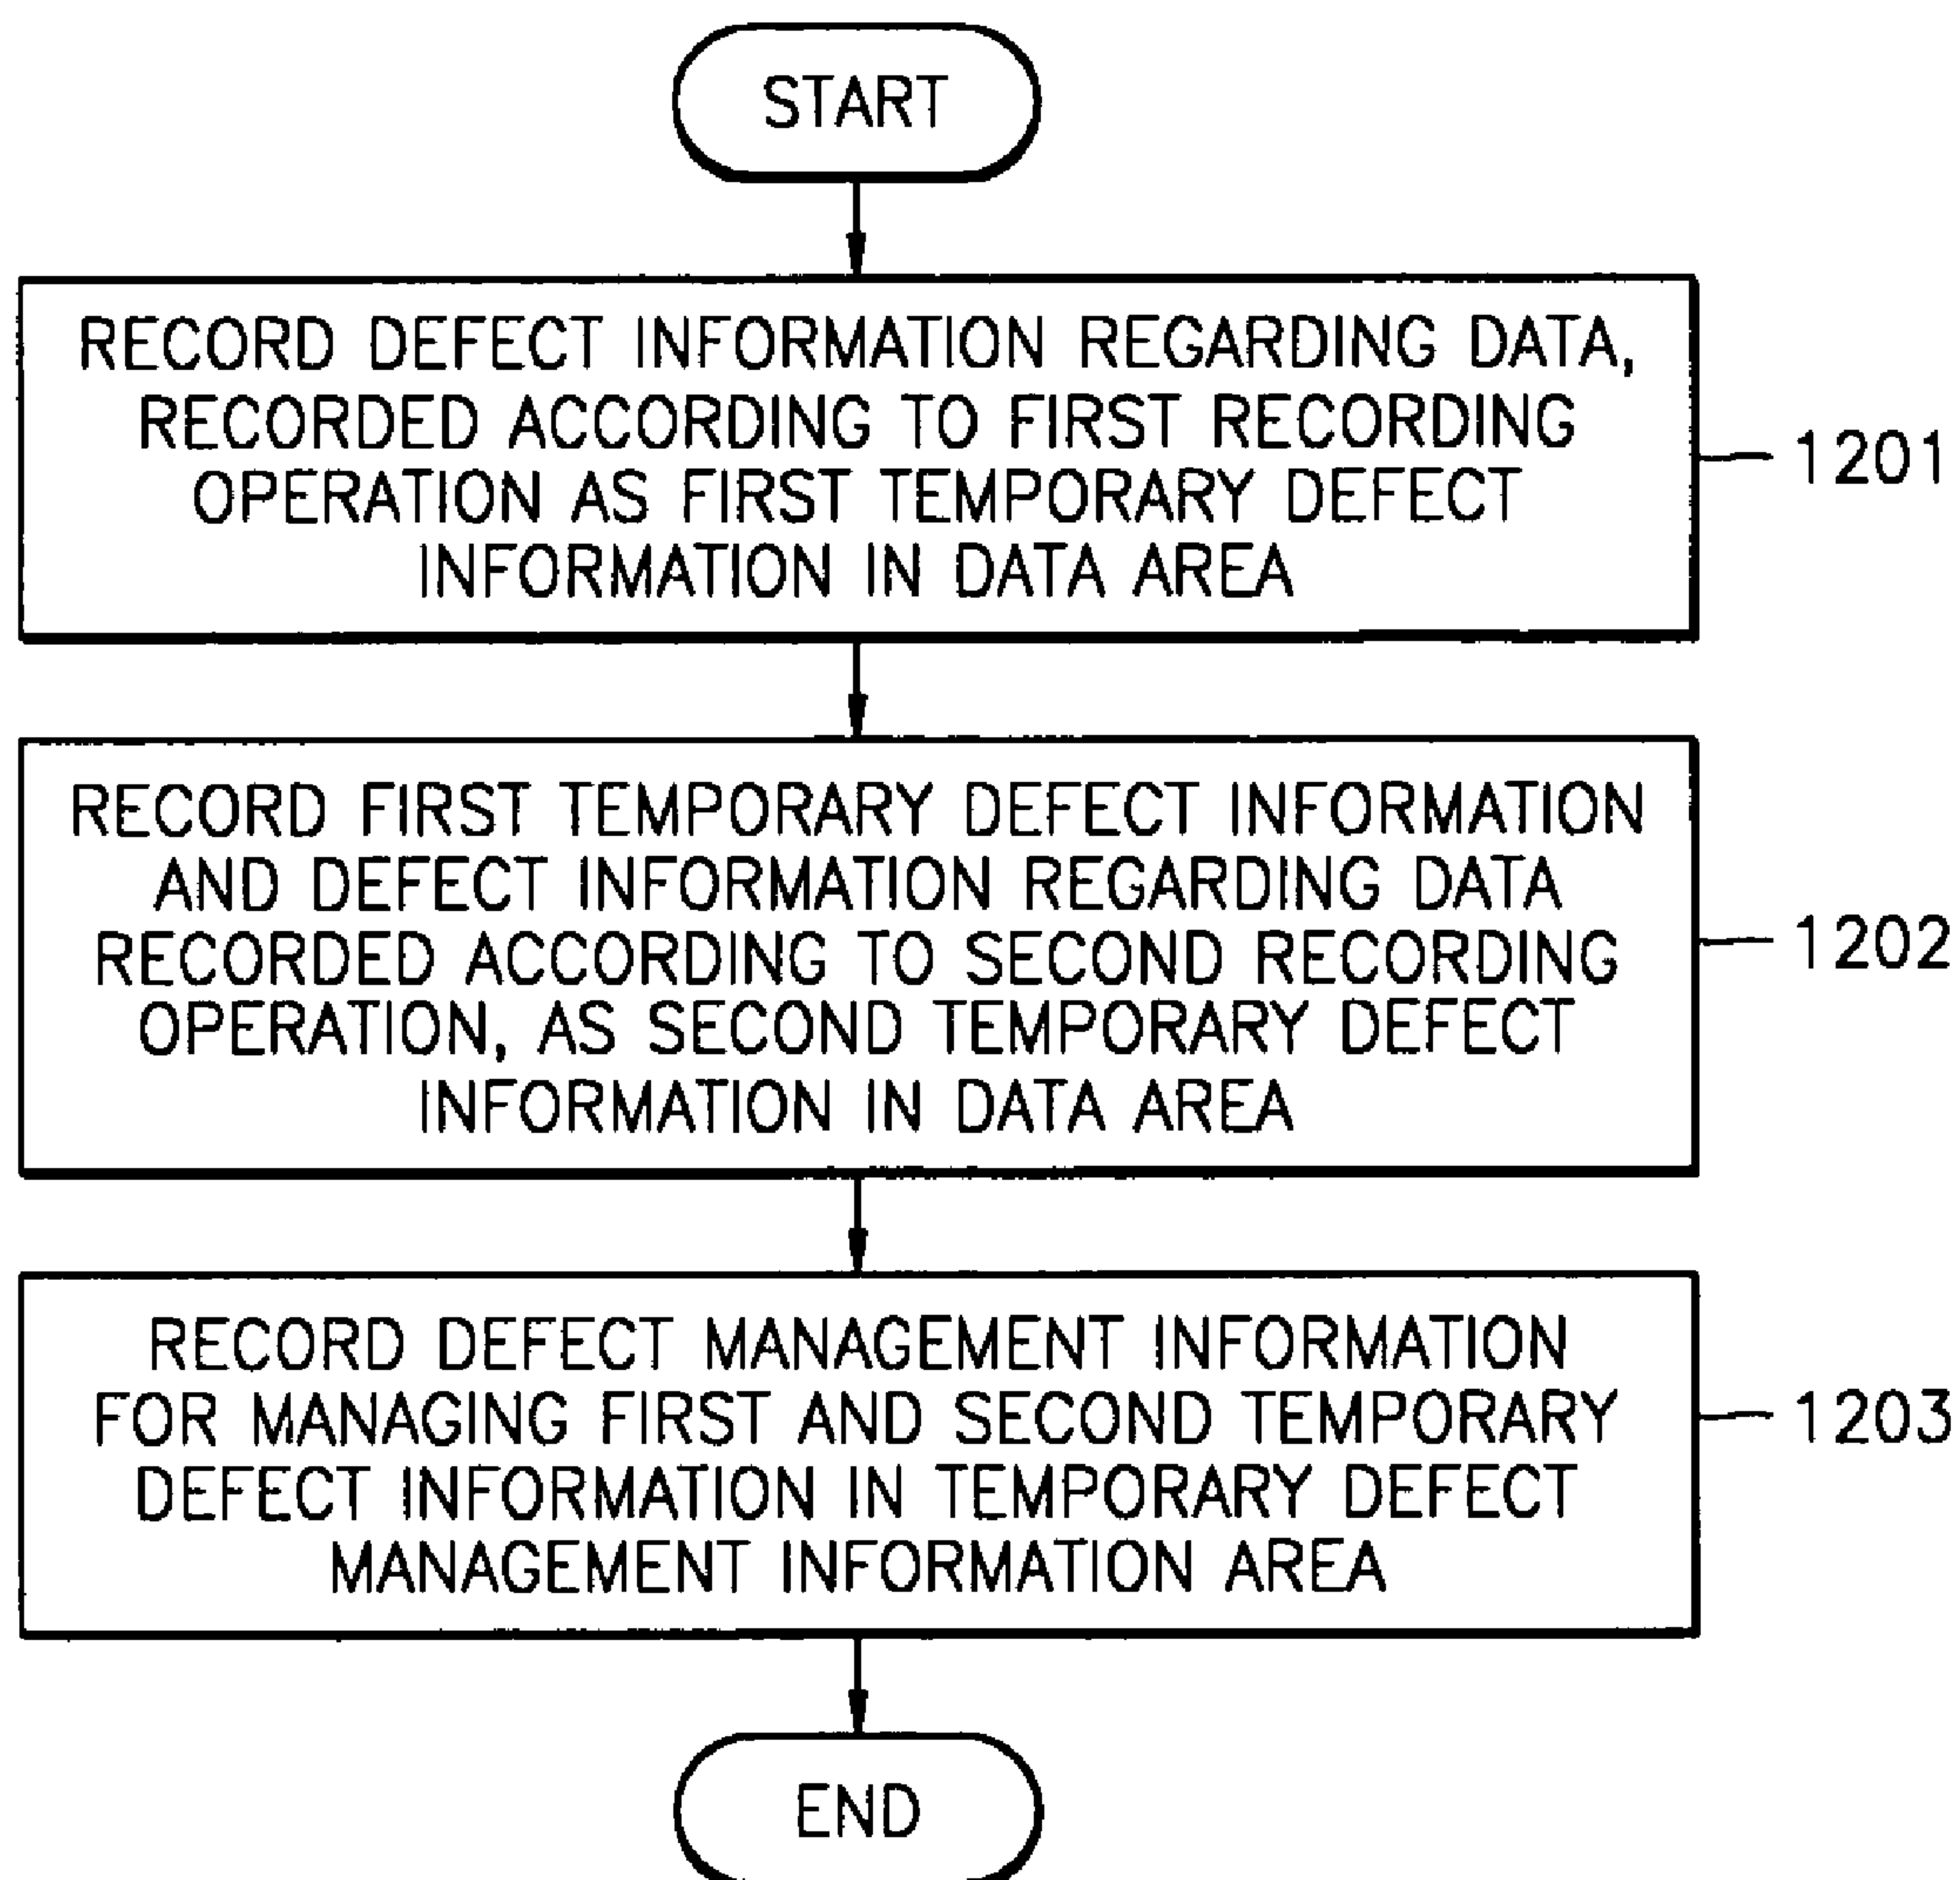 START
RECORD DEFECT INFORMATION REGARDING DATA,
RECORDED ACCORDING TO FIRST RECORDING
OPERATION AS FIRST TEMPORARY DEFECT
INFORMATION IN DATA AREA
1201
RECORD FIRST TEMPORARY DEFECT INFORMATION
AND DEFECT INFORMATION REGARDING DATA
RECORDED ACCORDING TO SECOND RECORDING
OPERATION, AS SECOND TEMPORARY DEFECT
INFORMATION IN DATA AREA
1202
RECORD DEFECT MANAGEMENT INFORMATION
FOR MANAGING FIRST AND SECOND TEMPORARY
DEFECT INFORMATION IN TEMPORARY DEFECT
MANAGEMENT INFORMATION AREA
1203
END